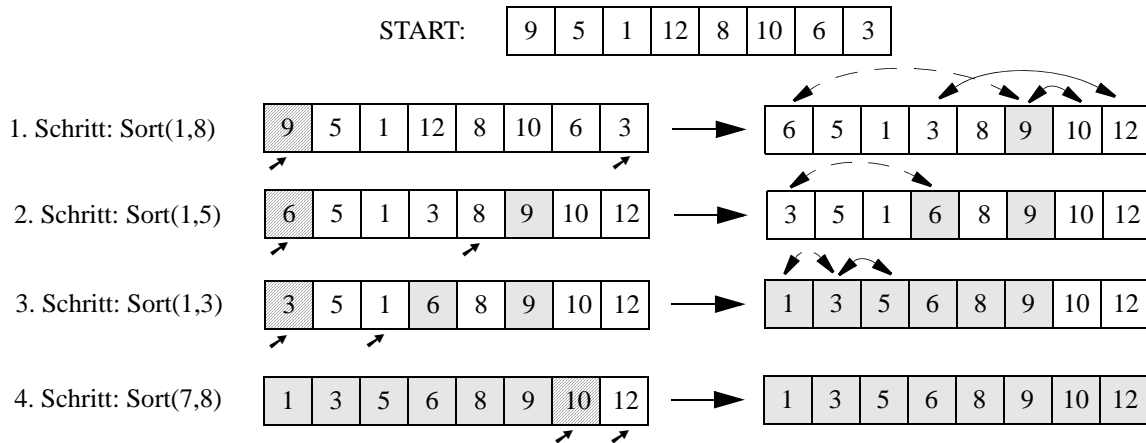 START: 9 5 1 12 8 10 6 3
1. Schritt: Sort(1,8) 9 5 1 12 8 10 6 3 6 5 1 3 8 9 10 12
2. Schritt: Sort(1,5) 6 5 1 3 8 9 10 12 3 5 1 6 8 9 10 12
3. Schritt: Sort(1,3) 3 5 1 6 8 9 10 12 1 3 5 6 8 9 10 12
4. Schritt: Sort(7,8) 1 3 5 6 8 9 10 12 1 3 5 6 8 9 10 12